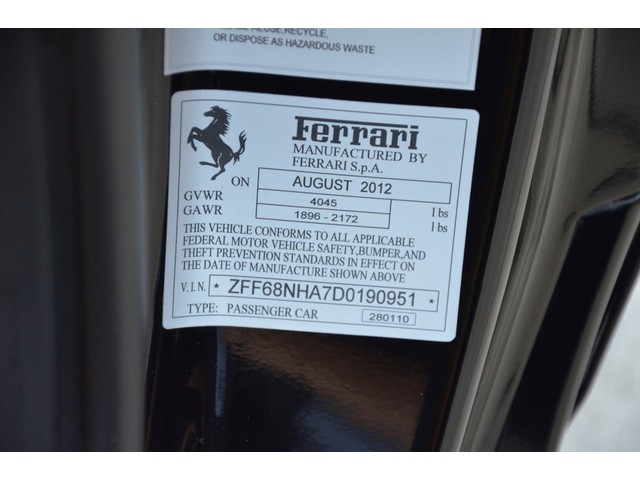 REUSE,RECYCLE,
OR DISPOSE AS HAZARDOUS WASTE
Ferrari
MANUFACTURED BY
FERRARI S.p.A.
ON AUGUST 2012
GVWR 4045 lbs
GAWR 1896 - 2172 lbs
THIS VEHICLE CONFORMS TO ALL APPLICABLE
FEDERAL MOTOR VEHICLE SAFETY, BUMPER,AND
THEFT PREVENTION STANDARDS IN EFFECT ON
THE DATE OF MANUFACTURE SHOWN ABOVE
V.I.N. * ZFF68NHA7D0190951 *
TYPE: PASSENGER CAR 280110